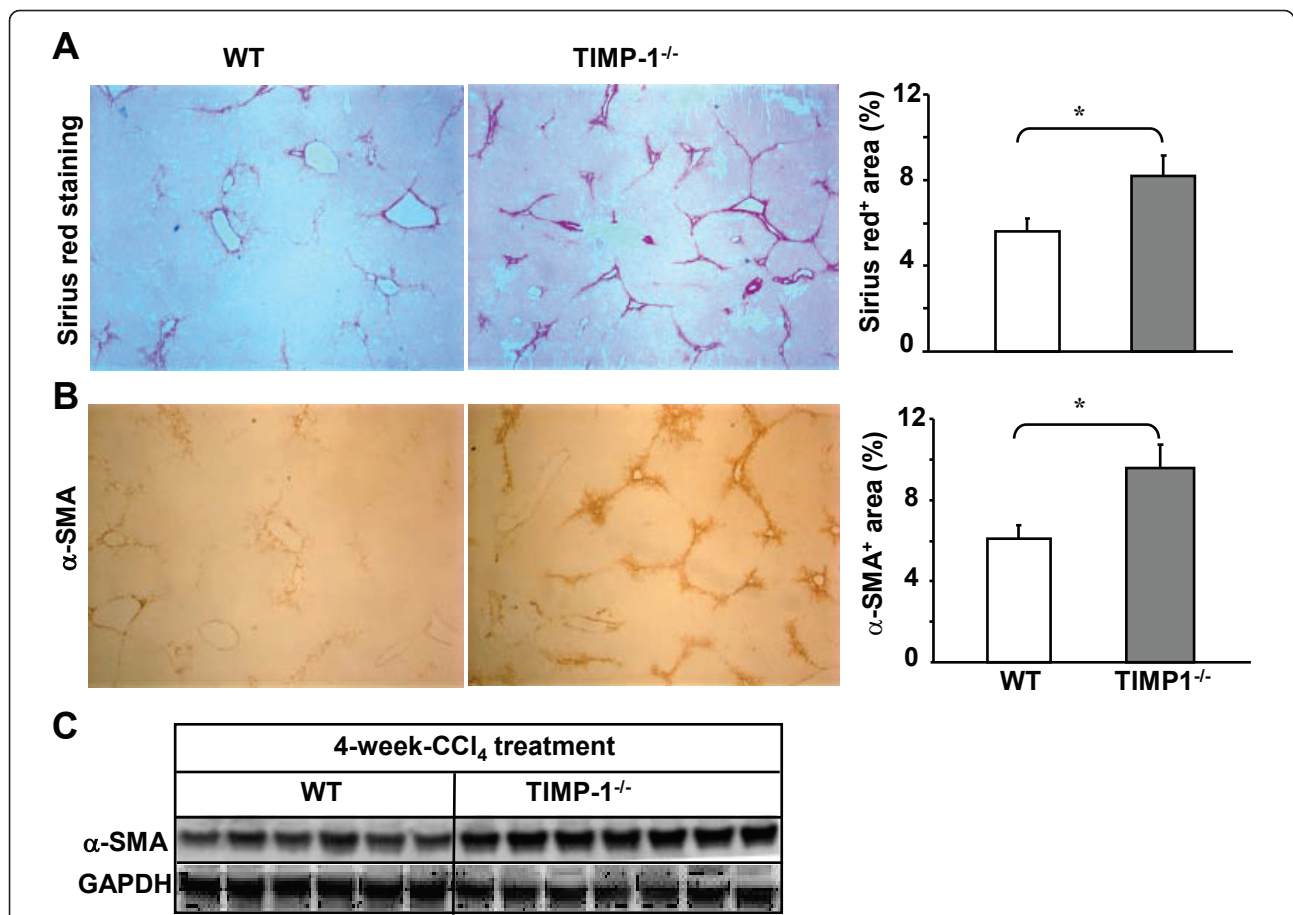 A
WT
TIMP-1-/-
Sirius red staining
Sirius red+ area (%)
12
8
4
0
*
B
α-SMA
α-SMA+ area (%)
12
8
4
0
*
WT
TIMP1-/-
C
4-week-CCl4 treatment
WT
TIMP-1-/-
α-SMA
GAPDH